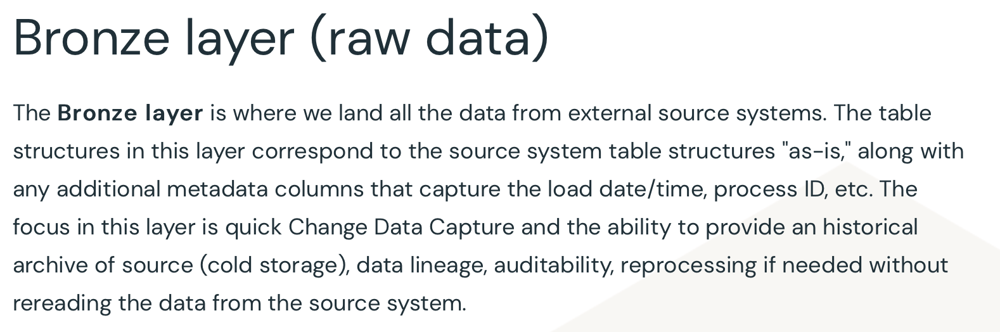 Bronze layer (raw data)
The Bronze layer is where we land all the data from external source systems. The table
structures in this layer correspond to the source system table structures "as-is," along with
any additional metadata columns that capture the load date/time, process ID, etc. The
focus in this layer is quick Change Data Capture and the ability to provide an historical
archive of source (cold storage), data lineage, auditability, reprocessing if needed without
rereading the data from the source system.